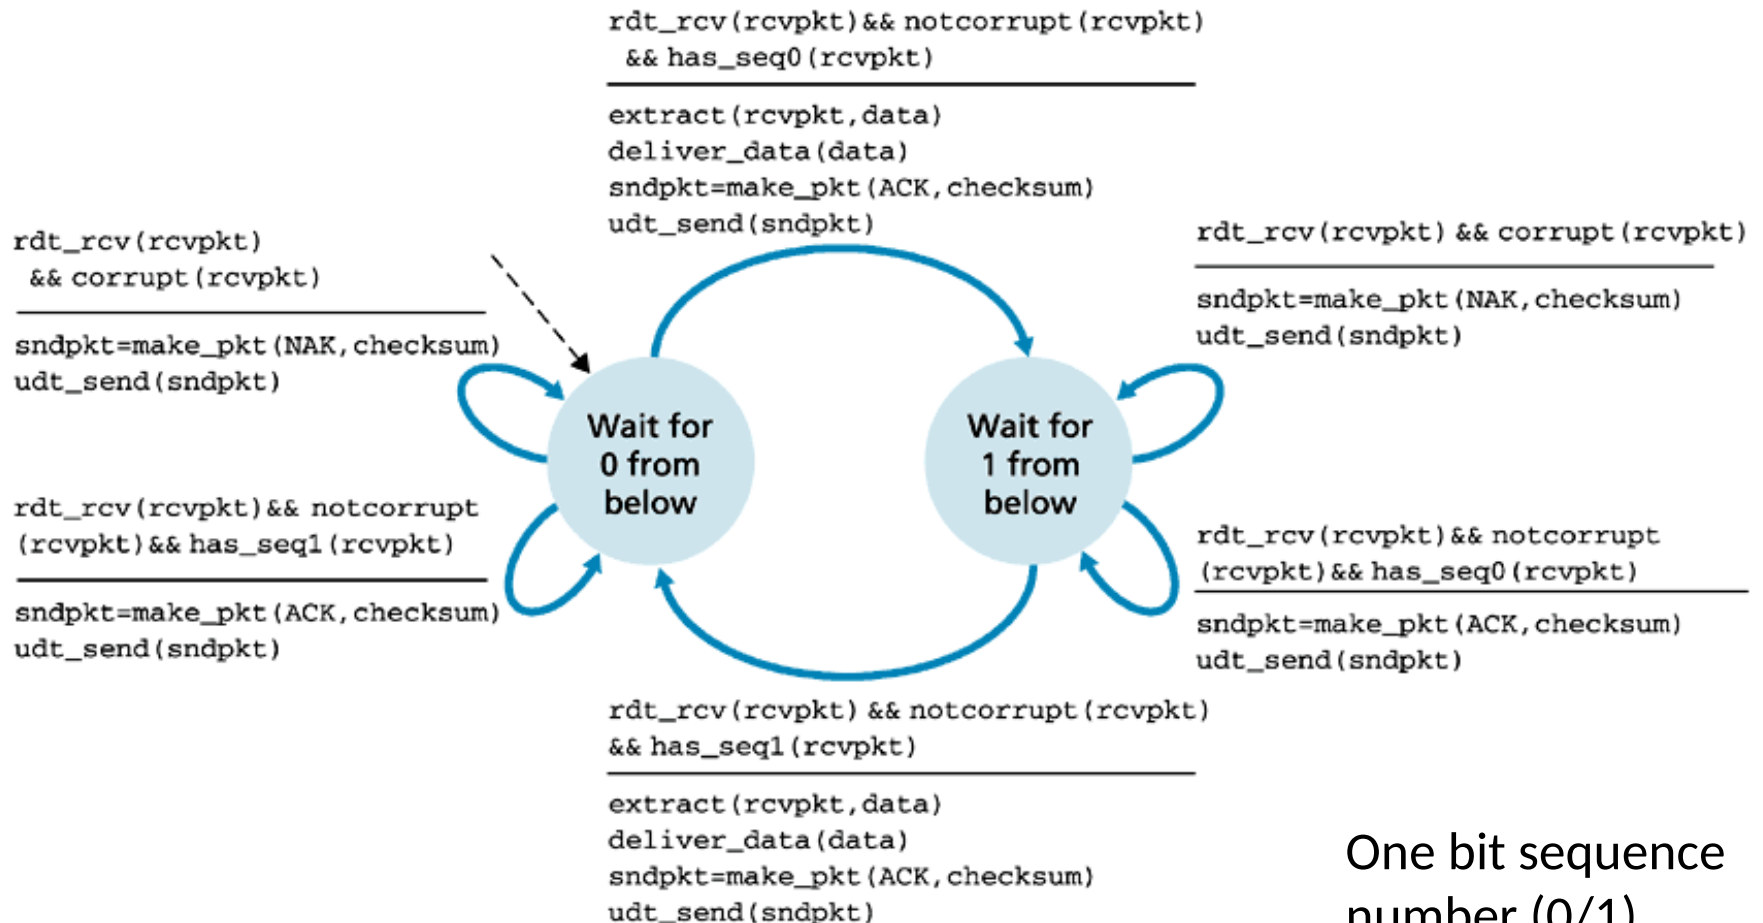 rdt_rcv(rcvpkt)&& notcorrupt(rcvpkt)
&& has_seq0(rcvpkt)
extract(rcvpkt,data)
deliver_data(data)
sndpkt=make_pkt(ACK,checksum)
udt_send(sndpkt)
rdt_rcv(rcvpkt)
&& corrupt(rcvpkt)
sndpkt=make_pkt(NAK,checksum)
udt_send(sndpkt)
rdt_rcv(rcvpkt) && corrupt(rcvpkt)
sndpkt=make_pkt(NAK,checksum)
udt_send(sndpkt)
Wait for
0 from
below
Wait for
1 from
below
rdt_rcv(rcvpkt)&& notcorrupt
(rcvpkt)&& has_seq1(rcvpkt)
sndpkt=make_pkt(ACK,checksum)
udt_send(sndpkt)
rdt_rcv(rcvpkt)&& notcorrupt
(rcvpkt)&& has_seq0(rcvpkt)
sndpkt=make_pkt(ACK,checksum)
udt_send(sndpkt)
rdt_rcv(rcvpkt) && notcorrupt(rcvpkt)
&& has_seq1(rcvpkt)
extract(rcvpkt,data)
deliver_data(data)
sndpkt=make_pkt(ACK,checksum)
udt_send(sndpkt)
One bit sequence
number (0/1)